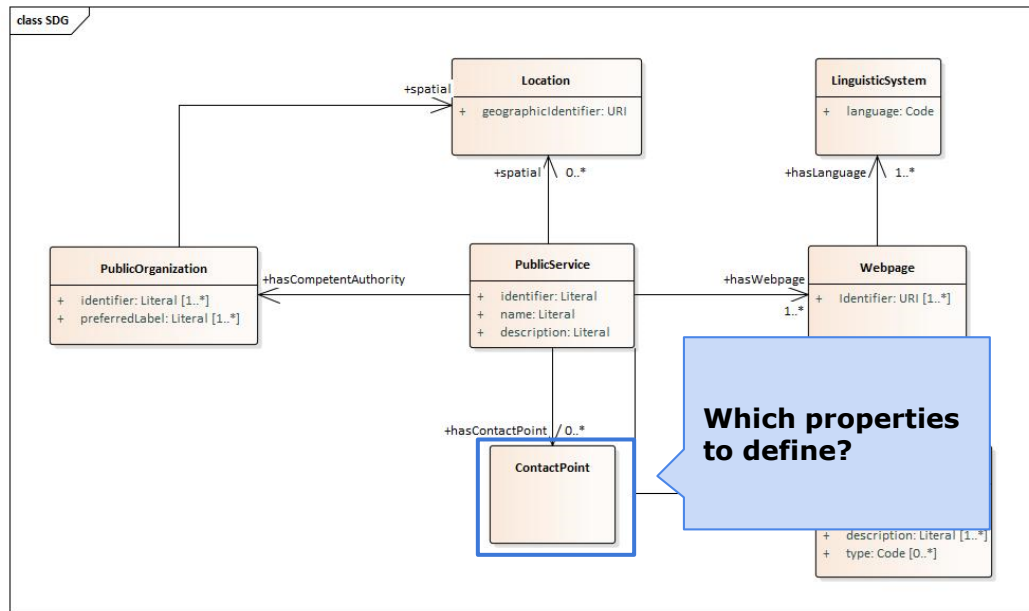 class SDG
Location
+ geographicIdentifier: URI
LinguisticSystem
+ language: Code
+spatial
+spatial 0..*
+hasLanguage 1..*
PublicOrganization
+ identifier: Literal [1..*]
+ preferredLabel: Literal [1..*]
+hasCompetentAuthority
PublicService
+ identifier: Literal
+ name: Literal
+ description: Literal
+hasWebpage
1..*
Webpage
+ Identifier: URI [1..*]
+hasContactPoint 0..*
ContactPoint
Which properties
to define?
+ description: Literal [1..*]
+ type: Code [0..*]